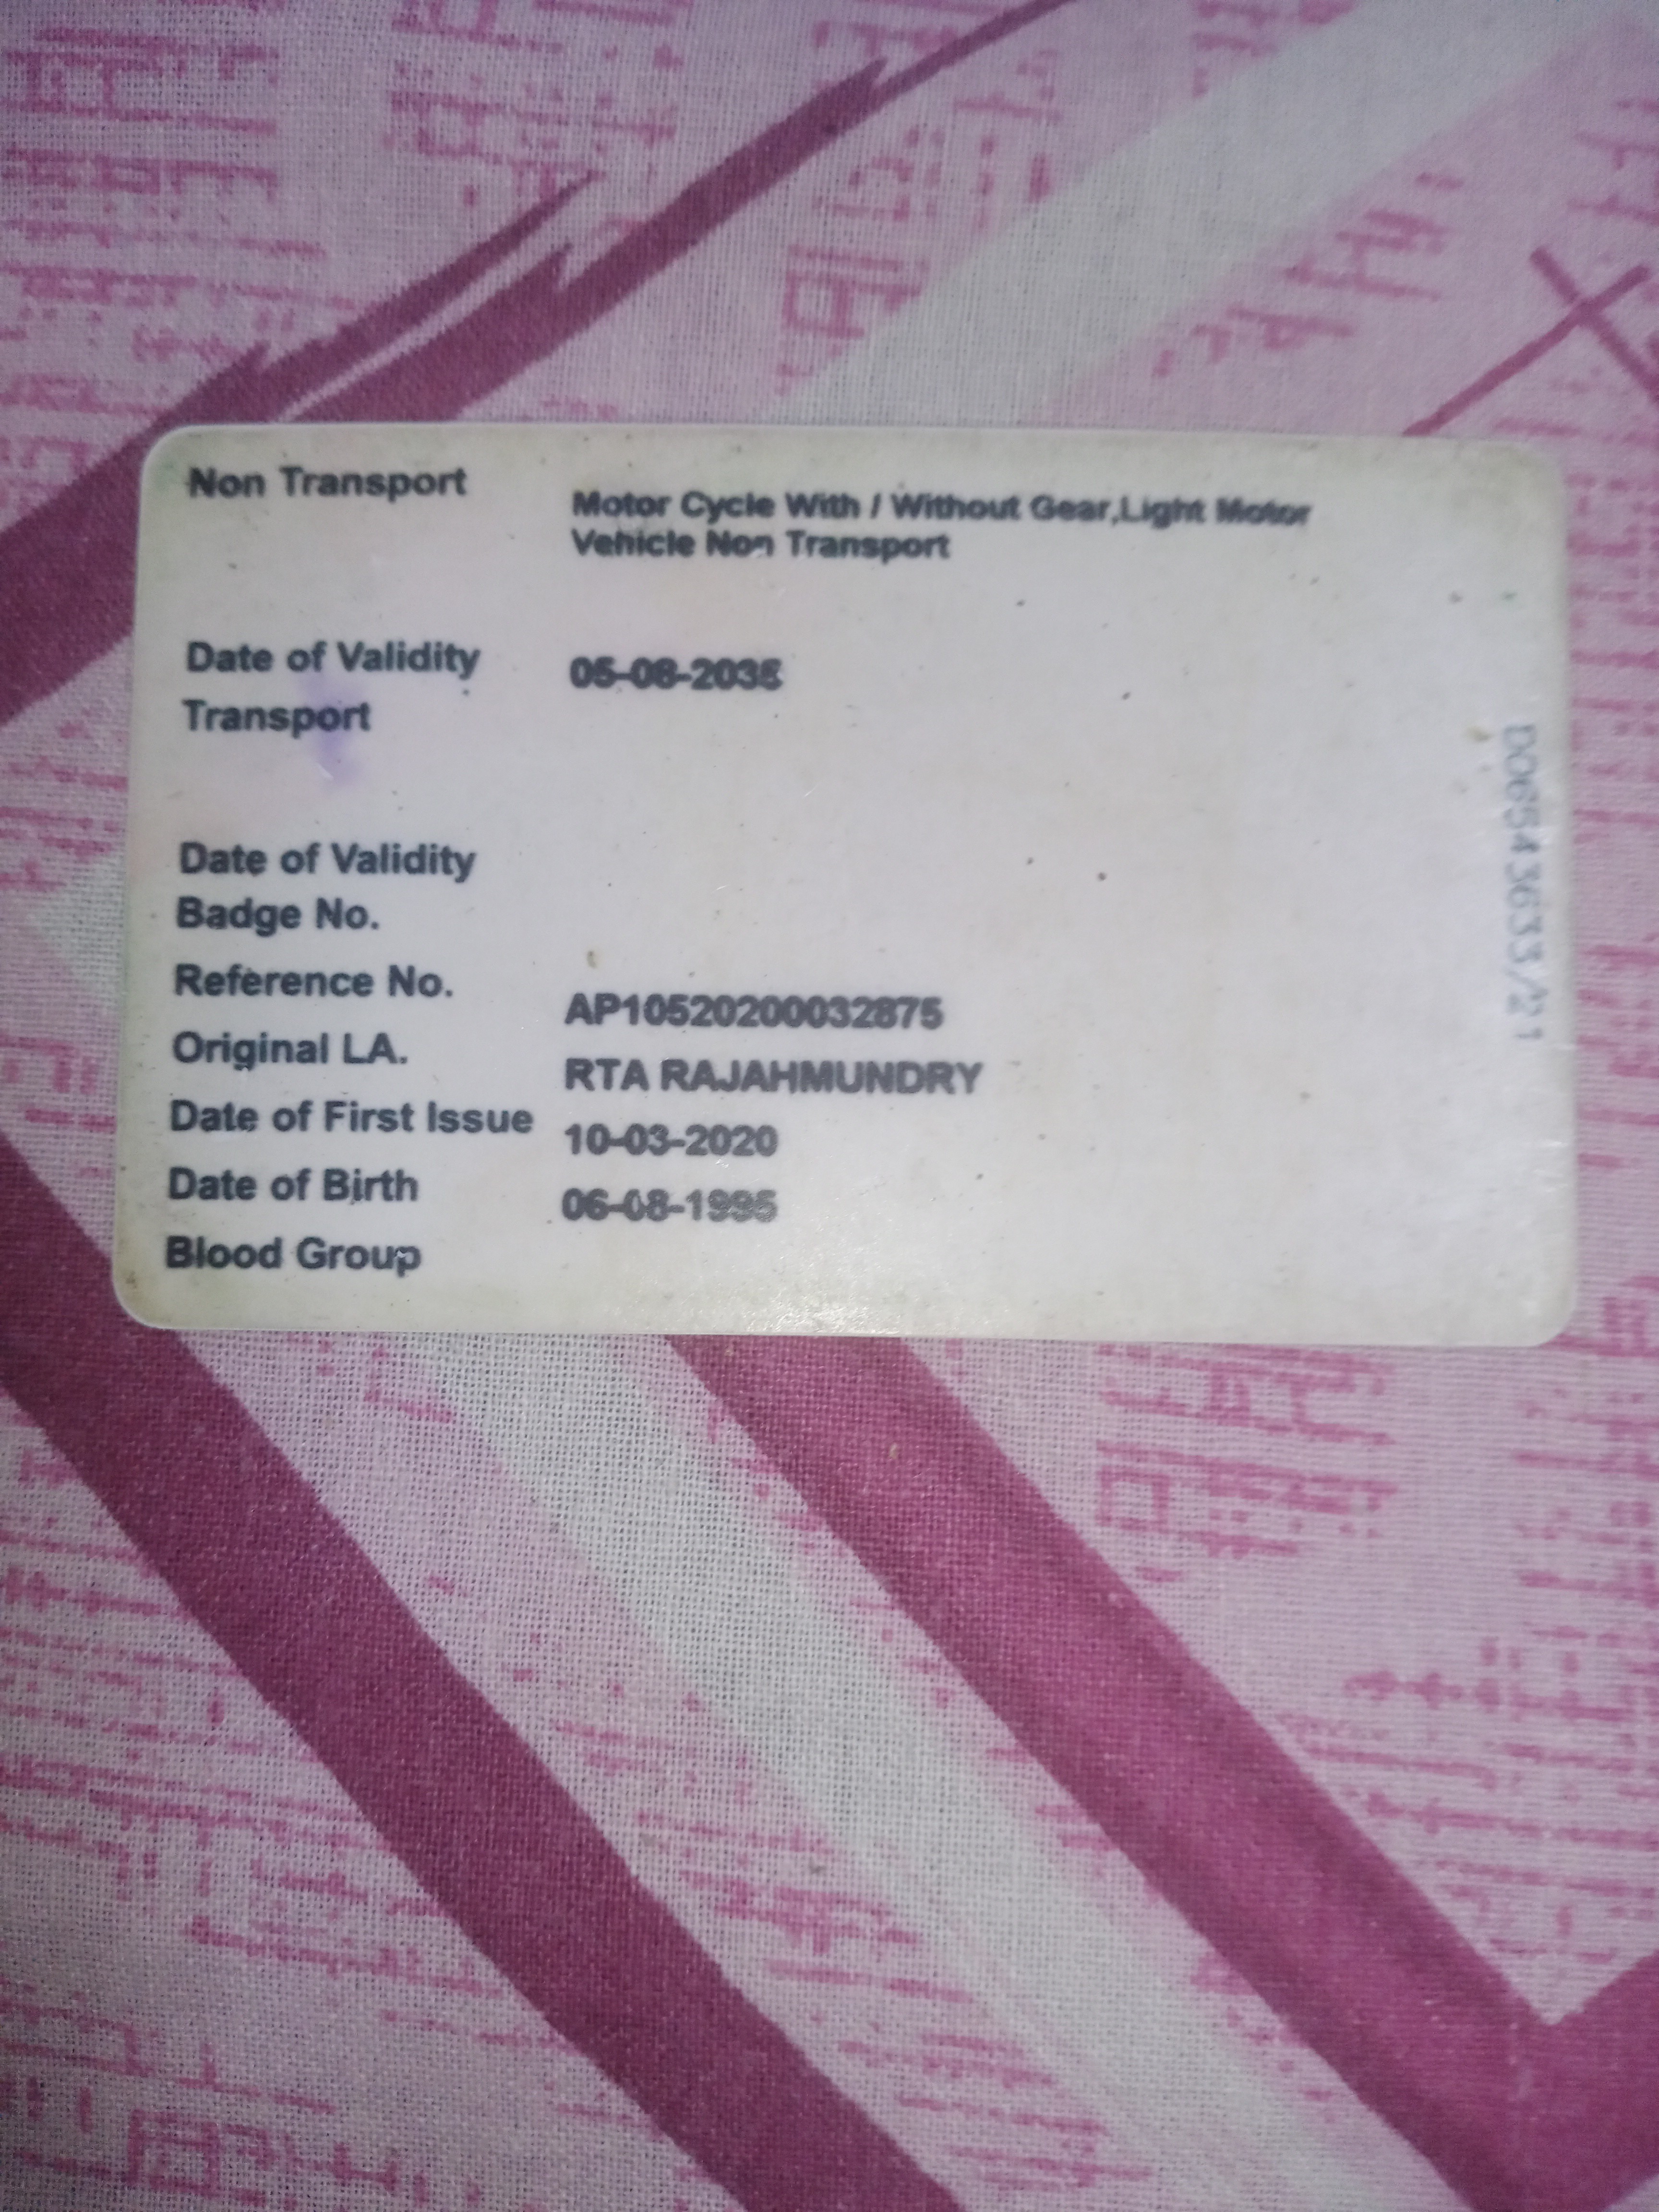 Non Transport
Motor Cycle With / Without Gear,Light Motor
Vehicle Non Transport
Date of Validity 05-08-2035
Transport
Date of Validity
Badge No.
Reference No. AP10520200032875
Original LA. RTA RAJAHMUNDRY
Date of First Issue 10-03-2020
Date of Birth 06-08-1995
Blood Group
D06543633/21